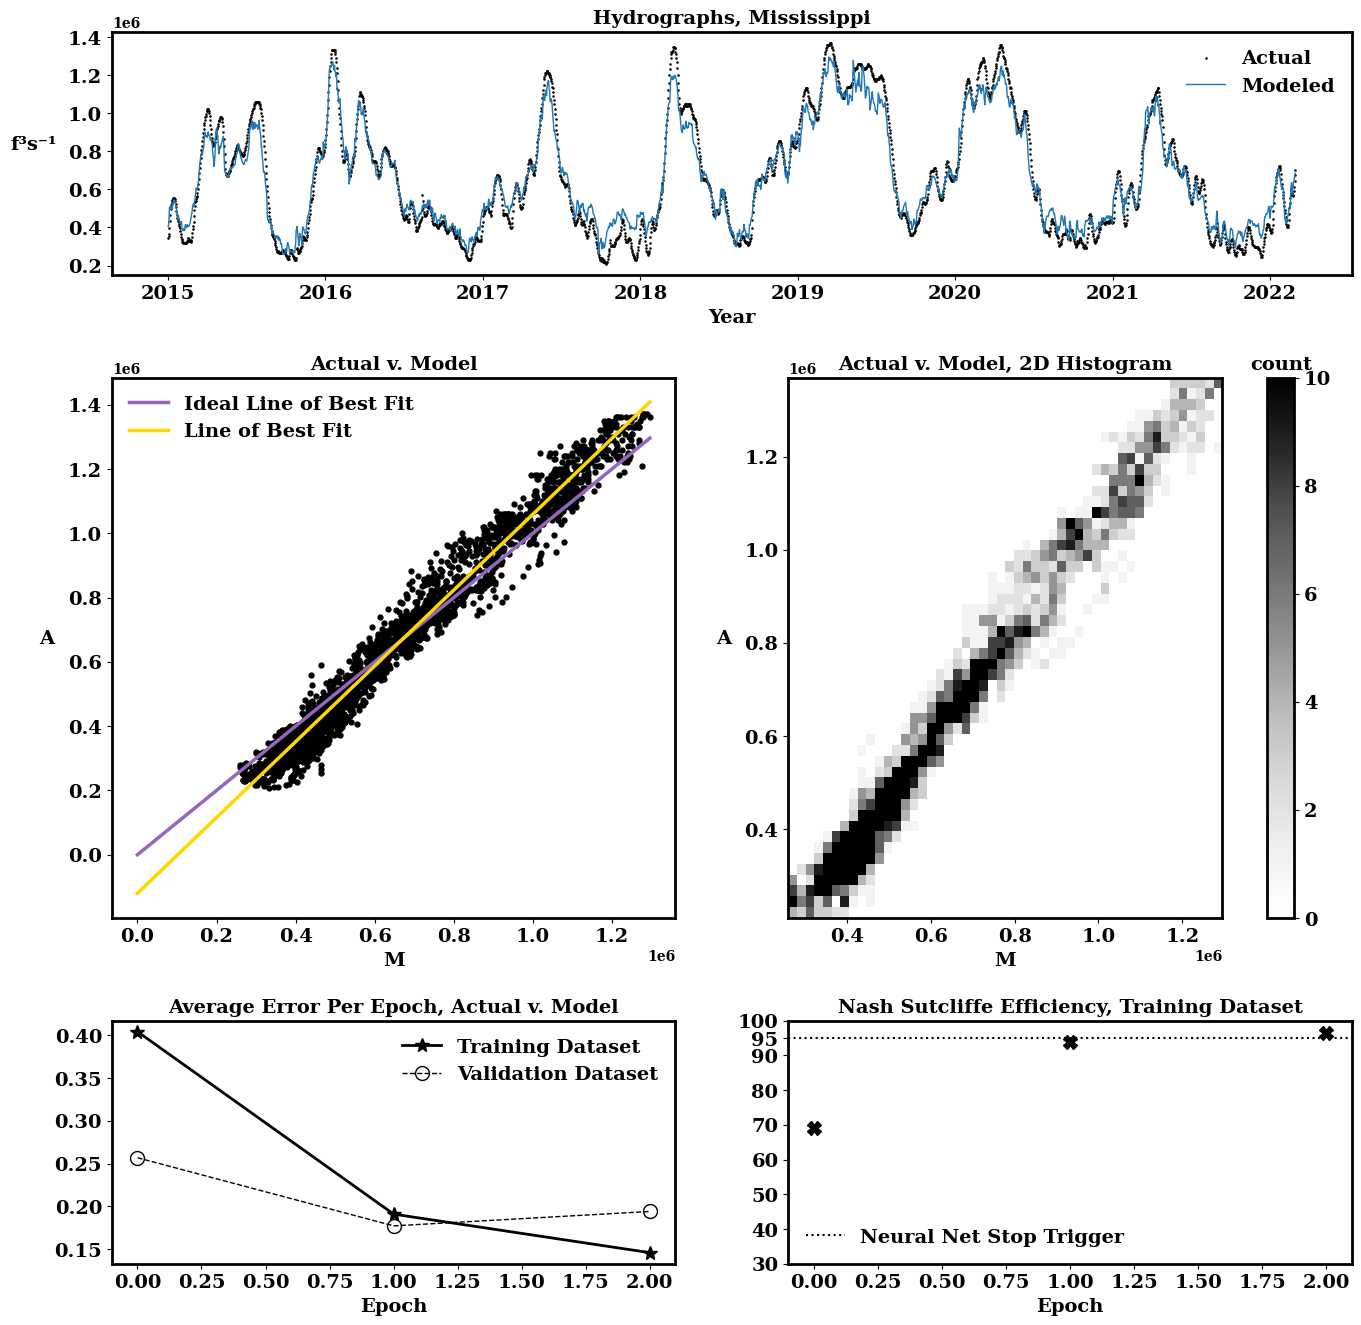 Hydrographs, Mississippi
1e6
1.4
1.2
1.0
0.8
0.6
0.4
0.2
f³s⁻¹
Actual
Modeled
2015 2016 2017 2018 2019 2020 2021 2022
Year
Actual v. Model
1e6
1.4
1.2
1.0
0.8
0.6
0.4
0.2
0.0
A
Ideal Line of Best Fit
Line of Best Fit
0.0 0.2 0.4 0.6 0.8 1.0 1.2
M
1e6
Actual v. Model, 2D Histogram
1e6
1.2
1.0
0.8
0.6
0.4
A
0.4 0.6 0.8 1.0 1.2
M
1e6
count
10
8
6
4
2
0
Average Error Per Epoch, Actual v. Model
0.40
0.35
0.30
0.25
0.20
0.15
Training Dataset
Validation Dataset
0.00 0.25 0.50 0.75 1.00 1.25 1.50 1.75 2.00
Epoch
Nash Sutcliffe Efficiency, Training Dataset
100
95
90
80
70
60
50
40
30
Neural Net Stop Trigger
0.00 0.25 0.50 0.75 1.00 1.25 1.50 1.75 2.00
Epoch